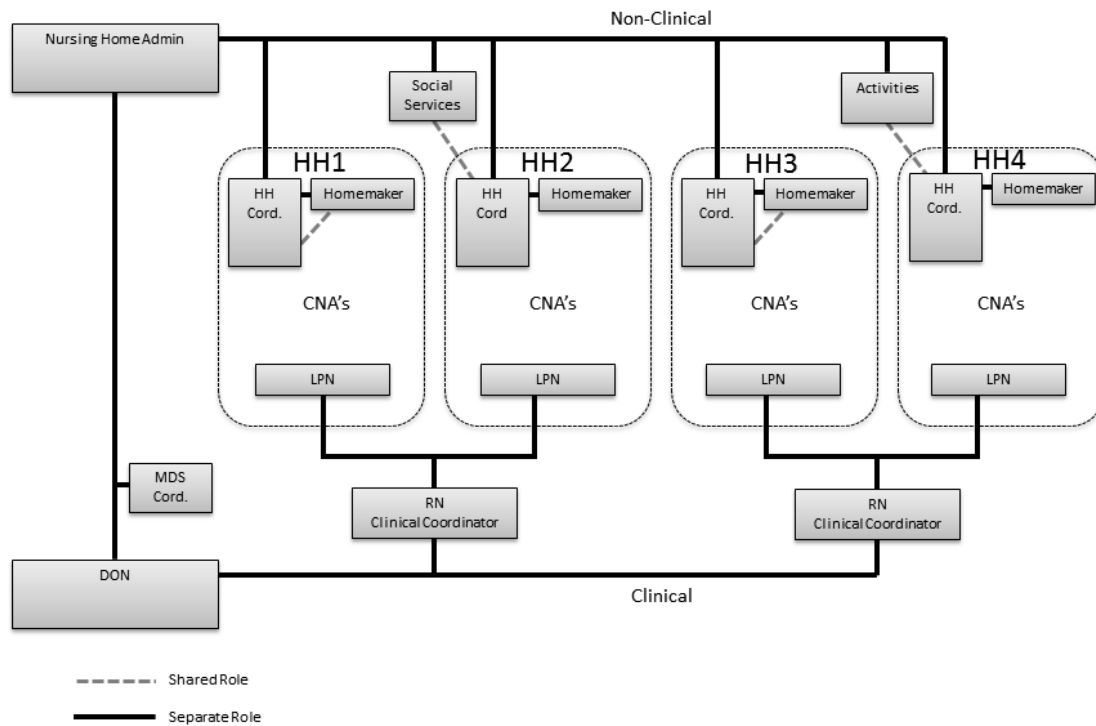 Non-Clinical
Nursing Home Admin
Social
Services
Activities
HH1
HH2
HH3
HH4
HH
Cord.
Homemaker
HH
Cord
Homemaker
HH
Cord.
Homemaker
HH
Cord.
Homemaker
CNA's
CNA's
CNA's
CNA's
LPN
LPN
LPN
LPN
MDS
Cord.
RN
Clinical Coordinator
RN
Clinical Coordinator
DON
Clinical
Shared Role
Separate Role